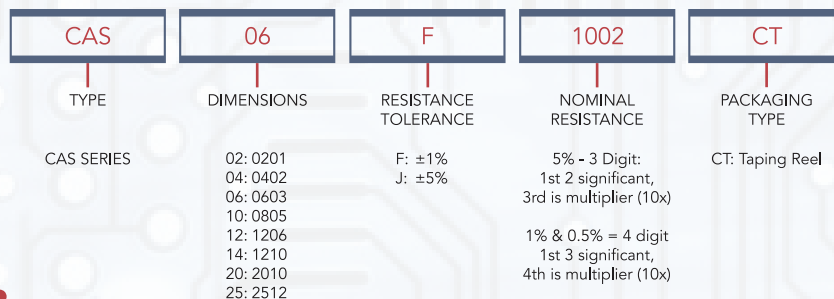 CAS 06 F 1002 CT
TYPE DIMENSIONS RESISTANCE TOLERANCE NOMINAL RESISTANCE PACKAGING TYPE
CAS SERIES
02: 0201
04: 0402
06: 0603
10: 0805
12: 1206
14: 1210
20: 2010
25: 2512
F: ±1%
J: ±5%
5% - 3 Digit:
1st 2 significant,
3rd is multiplier (10x)
1% & 0.5% = 4 digit
1st 3 significant,
4th is multiplier (10x)
CT: Taping Reel